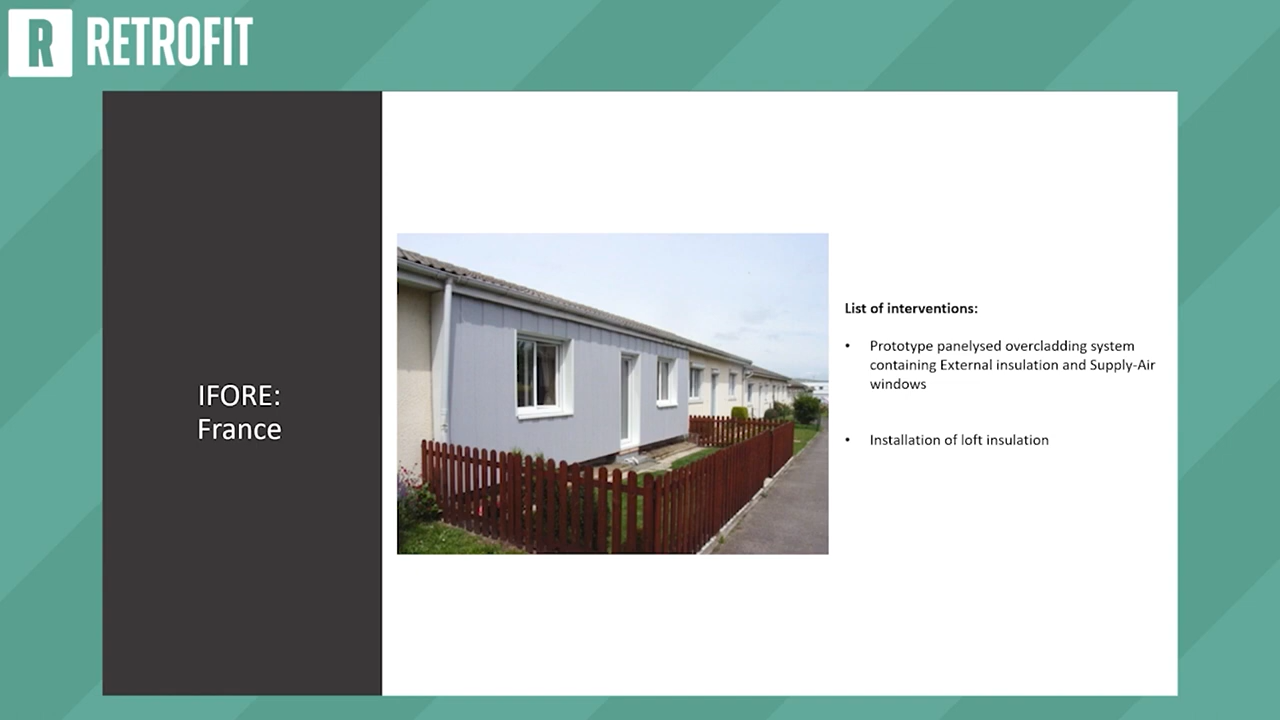 R RETROFIT
IFORE:
France
List of interventions:
• Prototype panelysed overcladding system
containing External insulation and Supply-Air
windows
• Installation of loft insulation